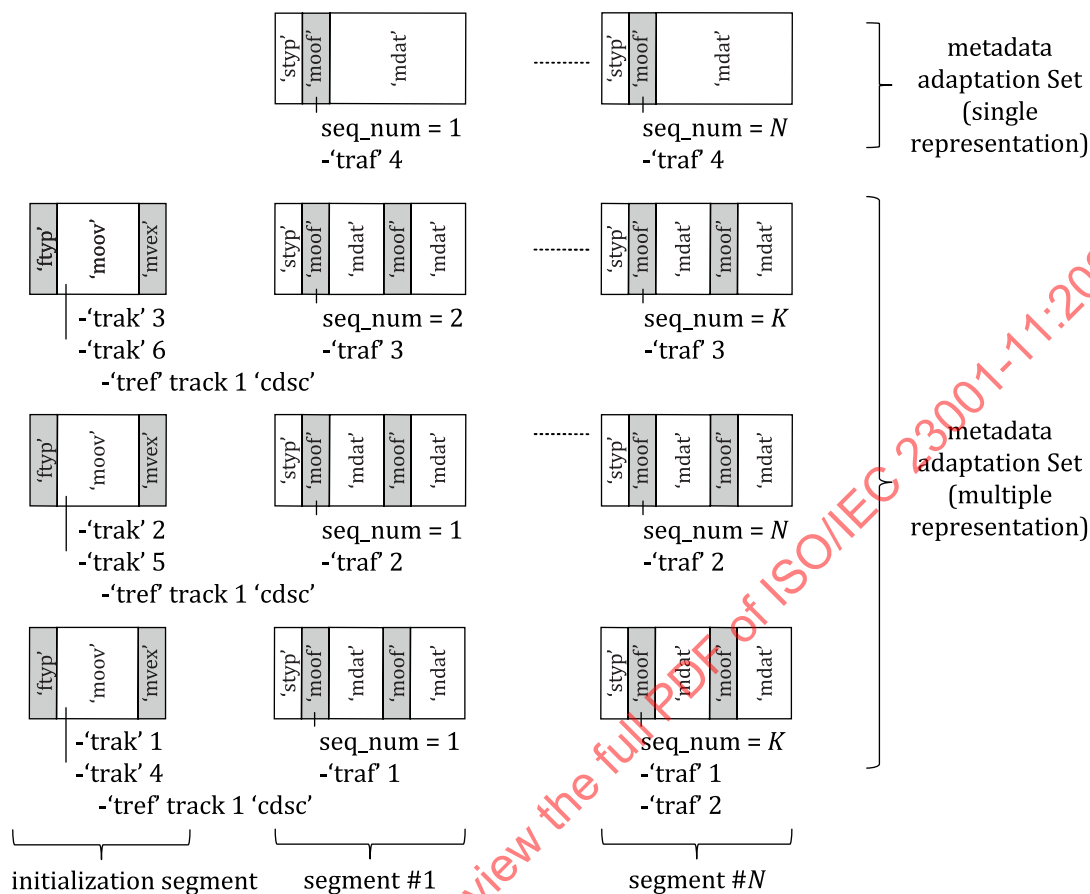 ‘styp’ ‘moof’ ‘mdat’ ‘styp’ ‘moof’ ‘mdat’
seq_num = 1
-‘traf’ 4
seq_num = N
-‘traf’ 4
metadata
adaptation Set
(single
representation)
‘ftyp’ ‘moov’ ‘mvex’ ‘styp’ ‘moof’ ‘mdat’ ‘moof’ ‘mdat’ ‘styp’ ‘moof’ ‘mdat’ ‘moof’ ‘mdat’
-‘trak’ 3
-‘trak’ 6
-‘tref’ track 1 ‘cdsc’
seq_num = 2
-‘traf’ 3
seq_num = K
-‘traf’ 3
‘ftyp’ ‘moov’ ‘mvex’ ‘styp’ ‘moof’ ‘mdat’ ‘moof’ ‘mdat’ ‘styp’ ‘moof’ ‘mdat’ ‘moof’ ‘mdat’
-‘trak’ 2
-‘trak’ 5
-‘tref’ track 1 ‘cdsc’
seq_num = 1
-‘traf’ 2
seq_num = N
-‘traf’ 2
metadata
adaptation Set
(multiple
representation)
‘ftyp’ ‘moov’ ‘mvex’ ‘styp’ ‘moof’ ‘mdat’ ‘moof’ ‘mdat’ ‘styp’ ‘moof’ ‘mdat’ ‘moof’ ‘mdat’
-‘trak’ 1
-‘trak’ 4
-‘tref’ track 1 ‘cdsc’
seq_num = 1
-‘traf’ 1
seq_num = K
-‘traf’ 1
-‘traf’ 2
initialization segment
segment #1
segment #N
view the full PDF of ISO/IEC 23001-11:20